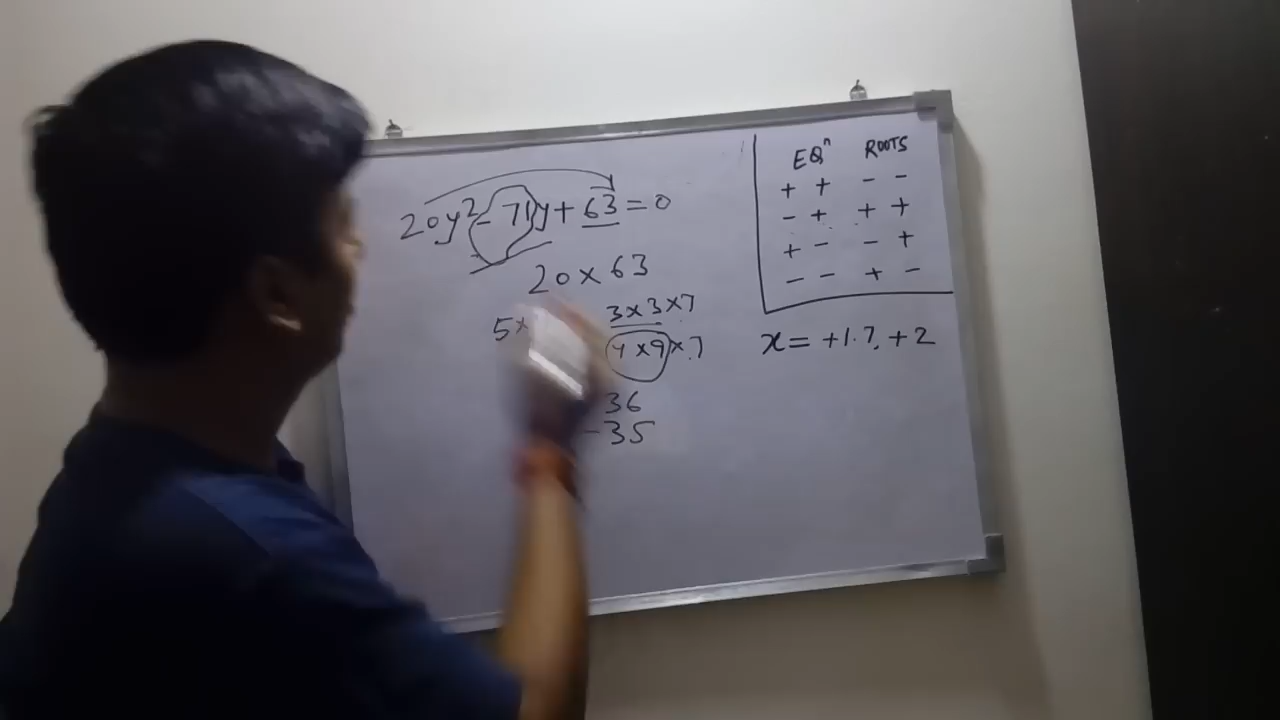 20y² - 71y + 63 = 0
20 × 63
5 ×
3 × 3 × 7
4 × 9 × 7
36
- 35
EQⁿ ROOTS
+ + - -
- + + +
+ - - +
- - + -
x = +1.7, +2